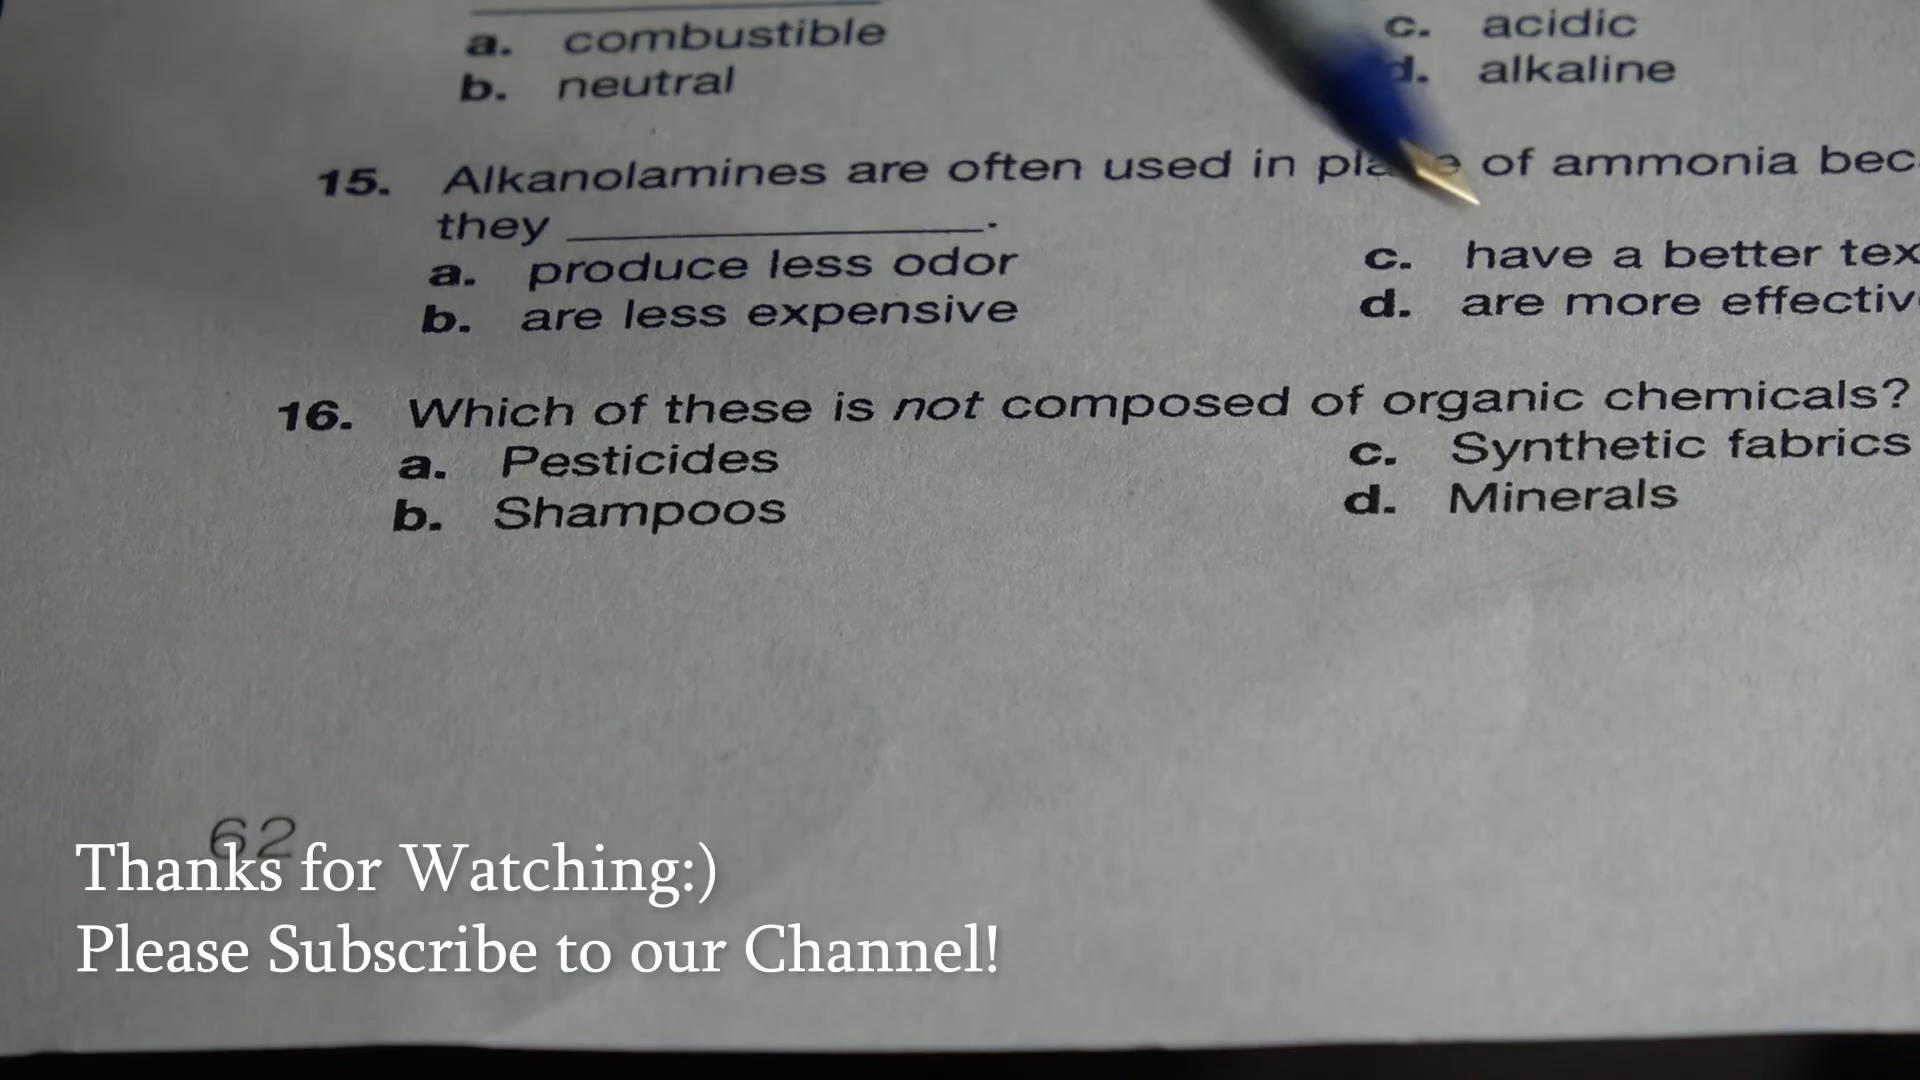 a. combustible
b. neutral
c. acidic
d. alkaline
15. Alkanolamines are often used in of ammonia
they ____________.
a. produce less odor
b. are less expensive
c. have a better
d. are more
16. Which of these is not composed of organic chemicals?
a. Pesticides
b. Shampoos
c. Synthetic fabrics
d. Minerals
62
Thanks for Watching:)
Please Subscribe to our Channel!